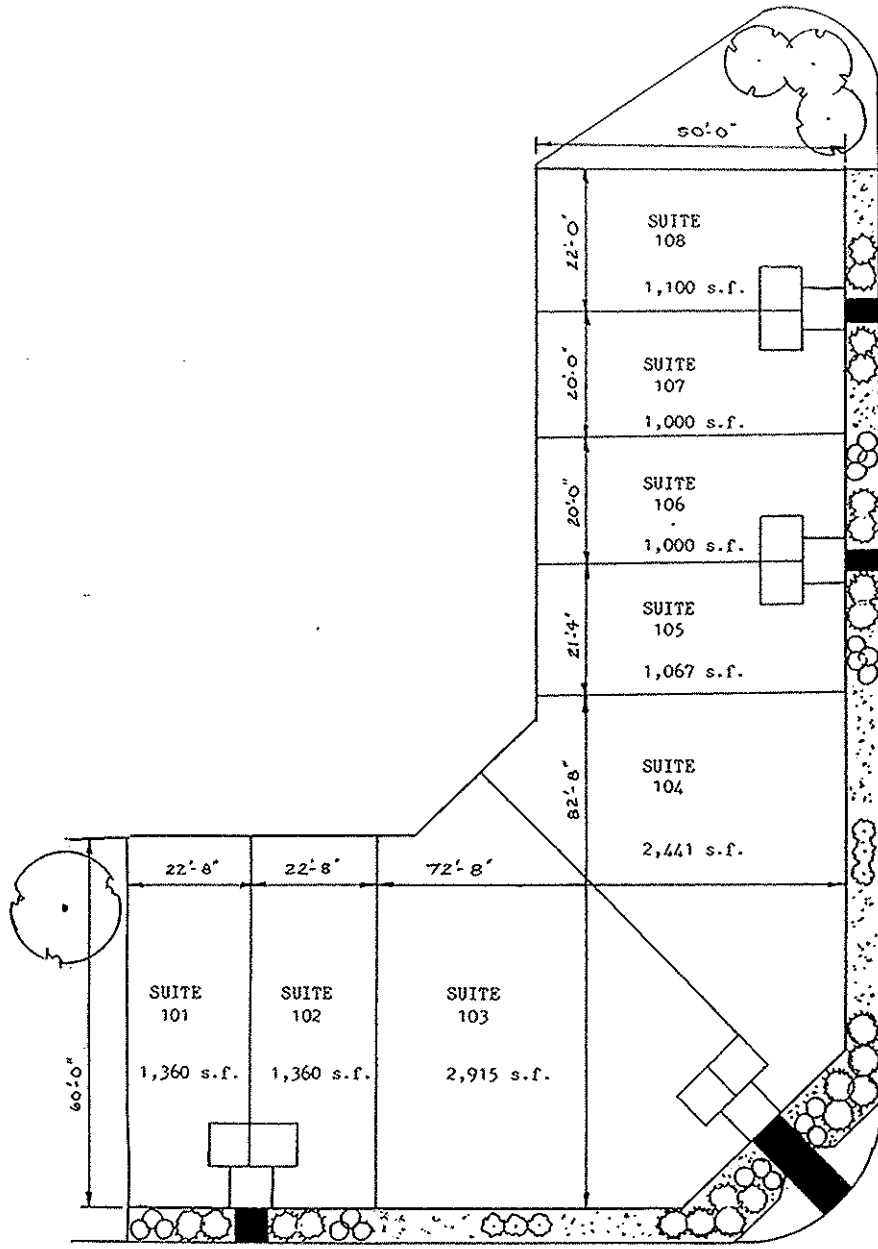 50'-0"
22'-0"
SUITE
108
1,100 s.f.
20'-0"
SUITE
107
1,000 s.f.
20'-0"
SUITE
106
1,000 s.f.
21'-4"
SUITE
105
1,067 s.f.
82'-8"
SUITE
104
2,441 s.f.
22'-8"
22'-8"
72'-8"
60'-0"
SUITE
101
1,360 s.f.
SUITE
102
1,360 s.f.
SUITE
103
2,915 s.f.